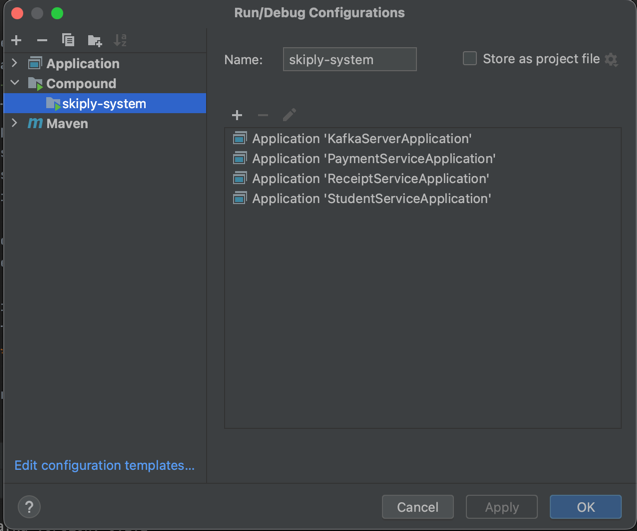 Run/Debug Configurations
Application
Compound
skiply-system
Maven
Edit configuration templates...
Name:
skiply-system
Store as project file
Application 'KafkaServerApplication'
Application 'PaymentServiceApplication'
Application 'ReceiptServiceApplication'
Application 'StudentServiceApplication'
?
Cancel
Apply
OK